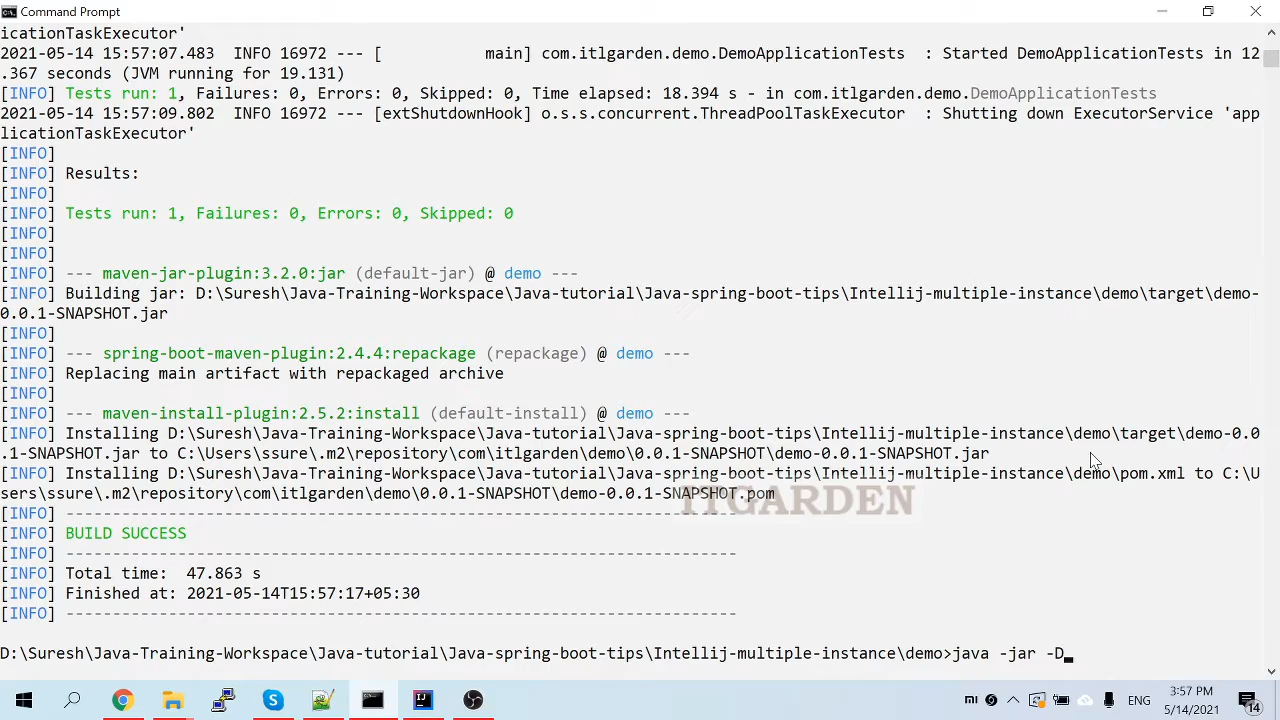 Command Prompt
icationTaskExecutor'
2021-05-14 15:57:07.483  INFO 16972 --- [           main] com.itlgarden.demo.DemoApplicationTests  : Started DemoApplicationTests in 12
.367 seconds (JVM running for 19.131)
[INFO] Tests run: 1, Failures: 0, Errors: 0, Skipped: 0, Time elapsed: 18.394 s - in com.itlgarden.demo.DemoApplicationTests
2021-05-14 15:57:09.802  INFO 16972 --- [extShutdownHook] o.s.s.concurrent.ThreadPoolTaskExecutor  : Shutting down ExecutorService 'app
licationTaskExecutor'
[INFO]
[INFO] Results:
[INFO]
[INFO] Tests run: 1, Failures: 0, Errors: 0, Skipped: 0
[INFO]
[INFO]
[INFO] --- maven-jar-plugin:3.2.0:jar (default-jar) @ demo ---
[INFO] Building jar: D:\Suresh\Java-Training-Workspace\Java-tutorial\Java-spring-boot-tips\Intellij-multiple-instance\demo\target\demo-
0.0.1-SNAPSHOT.jar
[INFO]
[INFO] --- spring-boot-maven-plugin:2.4.4:repackage (repackage) @ demo ---
[INFO] Replacing main artifact with repackaged archive
[INFO]
[INFO] --- maven-install-plugin:2.5.2:install (default-install) @ demo ---
[INFO] Installing D:\Suresh\Java-Training-Workspace\Java-tutorial\Java-spring-boot-tips\Intellij-multiple-instance\demo\target\demo-0.0
.1-SNAPSHOT.jar to C:\Users\ssure\.m2\repository\com\itlgarden\demo\0.0.1-SNAPSHOT\demo-0.0.1-SNAPSHOT.jar
[INFO] Installing D:\Suresh\Java-Training-Workspace\Java-tutorial\Java-spring-boot-tips\Intellij-multiple-instance\demo\pom.xml to C:\U
sers\ssure\.m2\repository\com\itlgarden\demo\0.0.1-SNAPSHOT\demo-0.0.1-SNAPSHOT.pom
ITGARDEN
[INFO] ------------------------------------------------------------------------
[INFO] BUILD SUCCESS
[INFO] ------------------------------------------------------------------------
[INFO] Total time:  47.863 s
[INFO] Finished at: 2021-05-14T15:57:17+05:30
[INFO] ------------------------------------------------------------------------
D:\Suresh\Java-Training-Workspace\Java-tutorial\Java-spring-boot-tips\Intellij-multiple-instance\demo>java -jar -D_
ENG
3:57 PM
5/14/2021
14